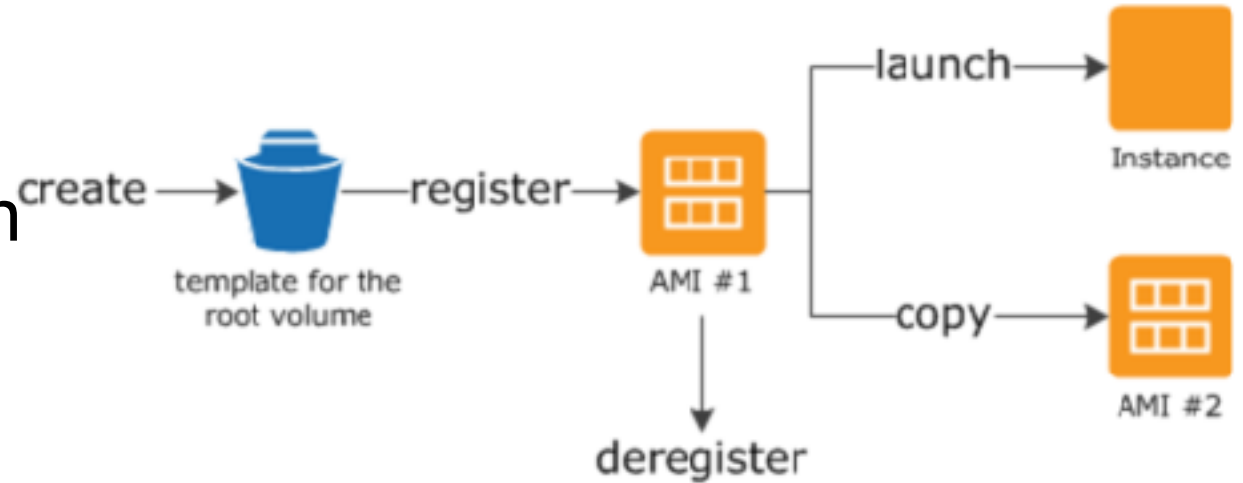 launch
Instance
create
n
register
template for the
root volume
AMI #1
copy
AMI #2
deregister